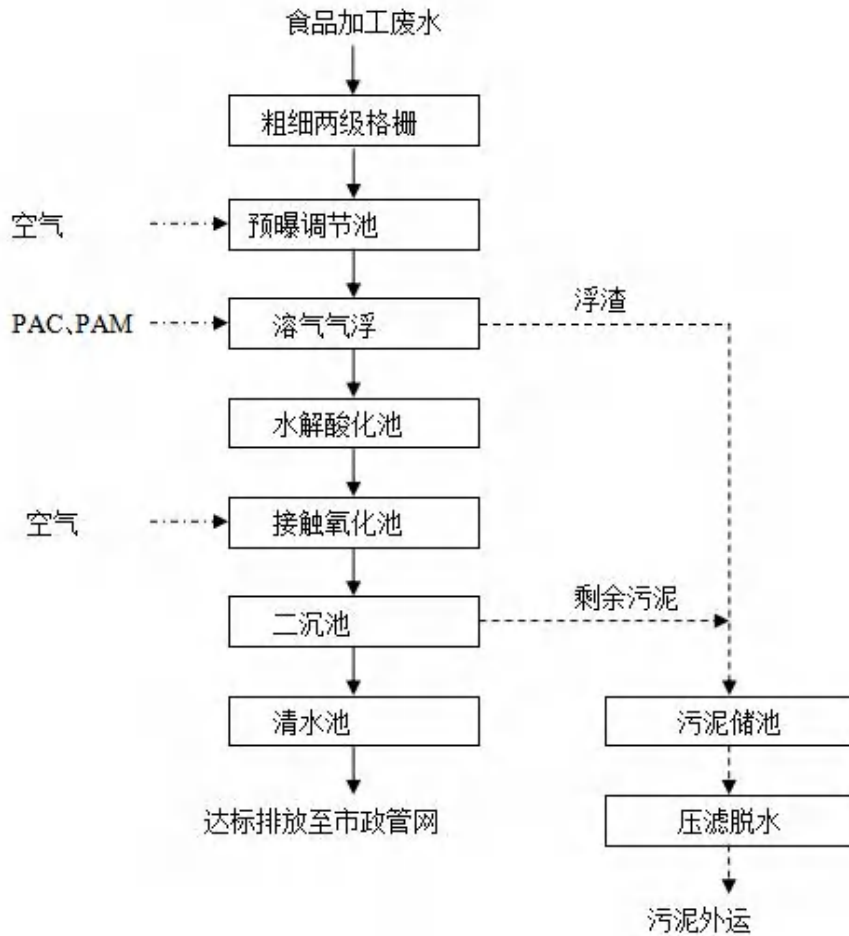 食品加工废水
粗细两级格栅
空气
预曝调节池
浮渣
PAC、PAM
溶气气浮
水解酸化池
空气
接触氧化池
剩余污泥
二沉池
清水池
污泥储池
达标排放至市政管网
压滤脱水
污泥外运